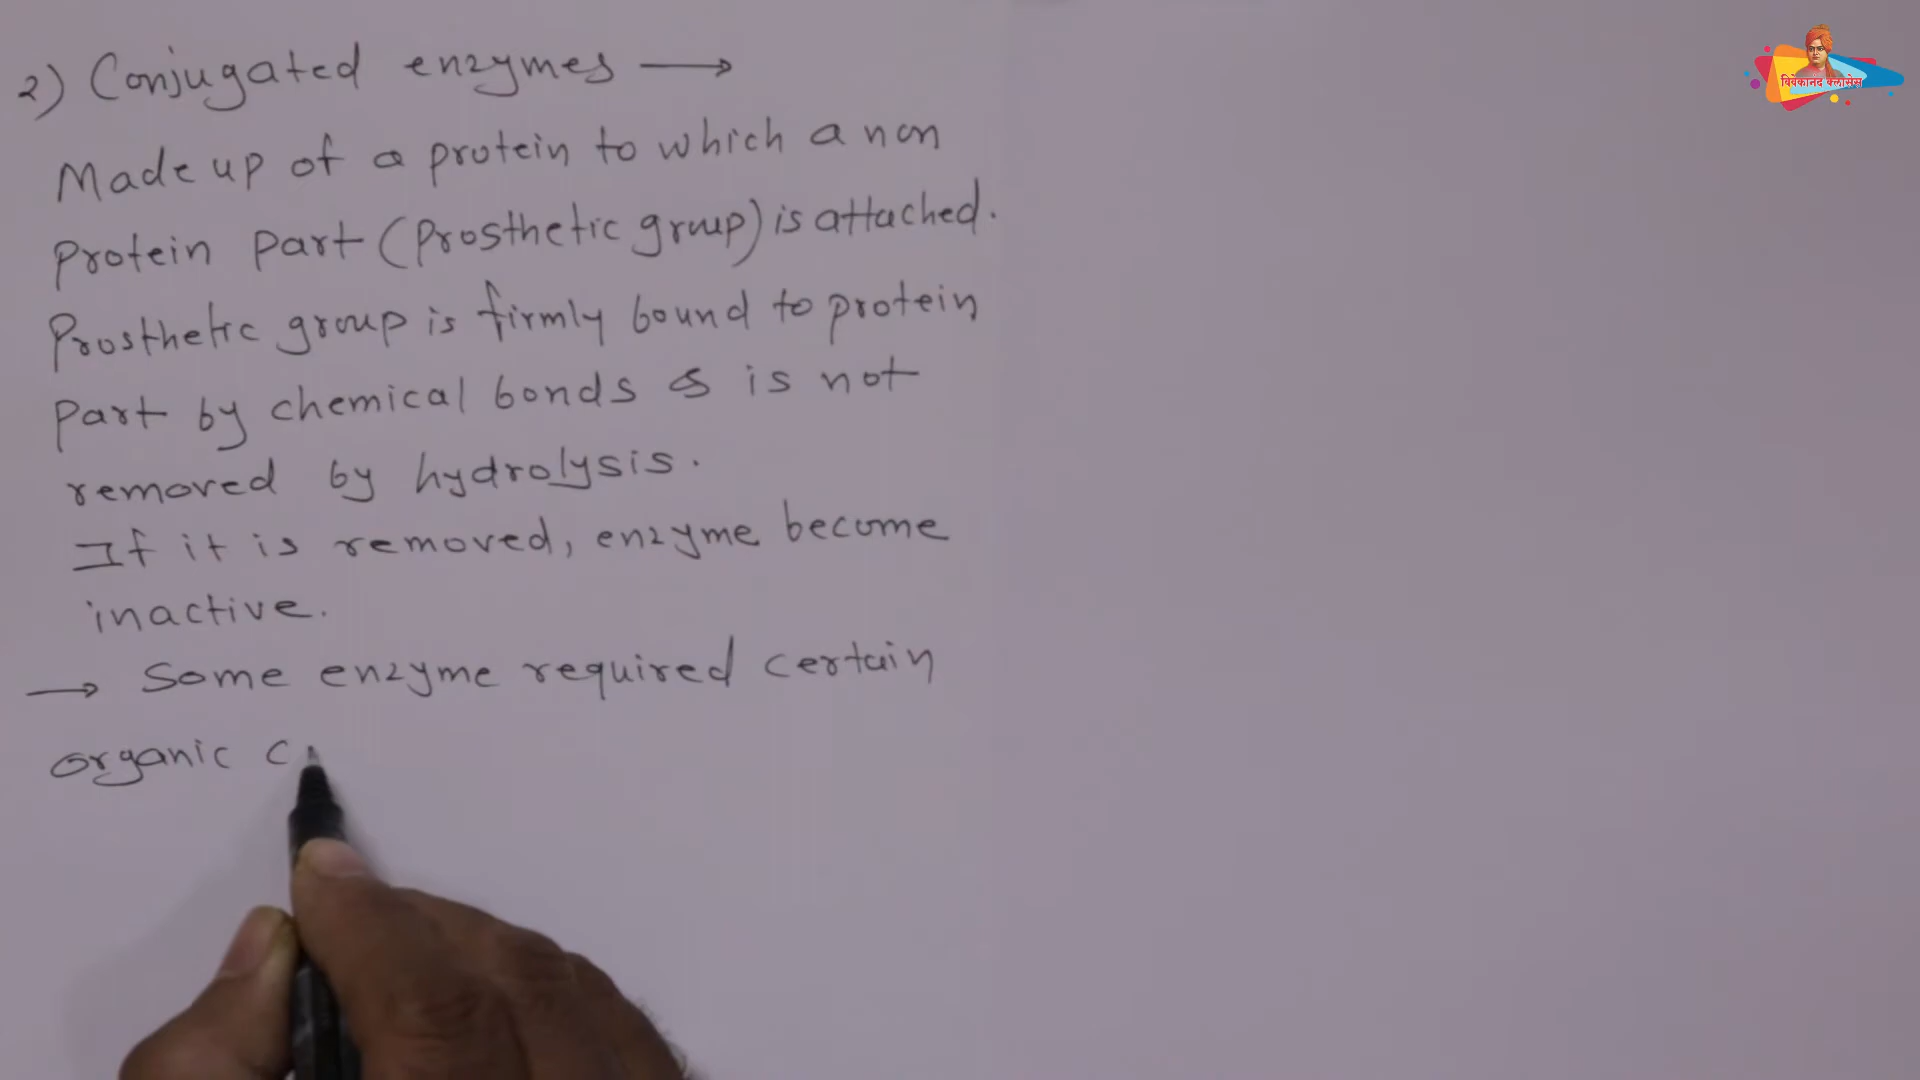 2) Conjugated enzymes →
Made up of a protein to which a non
protein part (prosthetic group) is attached.
Prosthetic group is firmly bound to protein
part by chemical bonds & is not
removed by hydrolysis.
If it is removed, enzyme become
inactive.
→ Some enzyme required certain
organic c
विवेकानंद क्लासेस